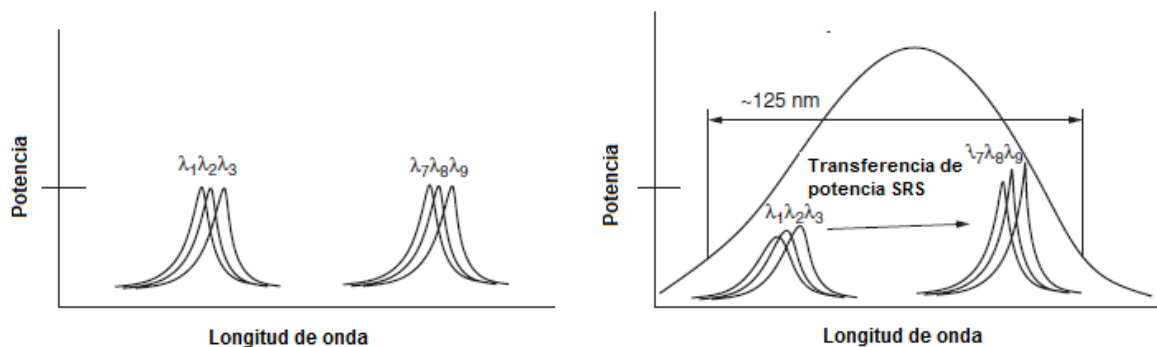 Potencia
λ1λ2λ3
λ7λ8λ9
Longitud de onda
Potencia
~125 nm
Transferencia de
potencia SRS
λ1λ2λ3
λ7λ8λ9
Longitud de onda